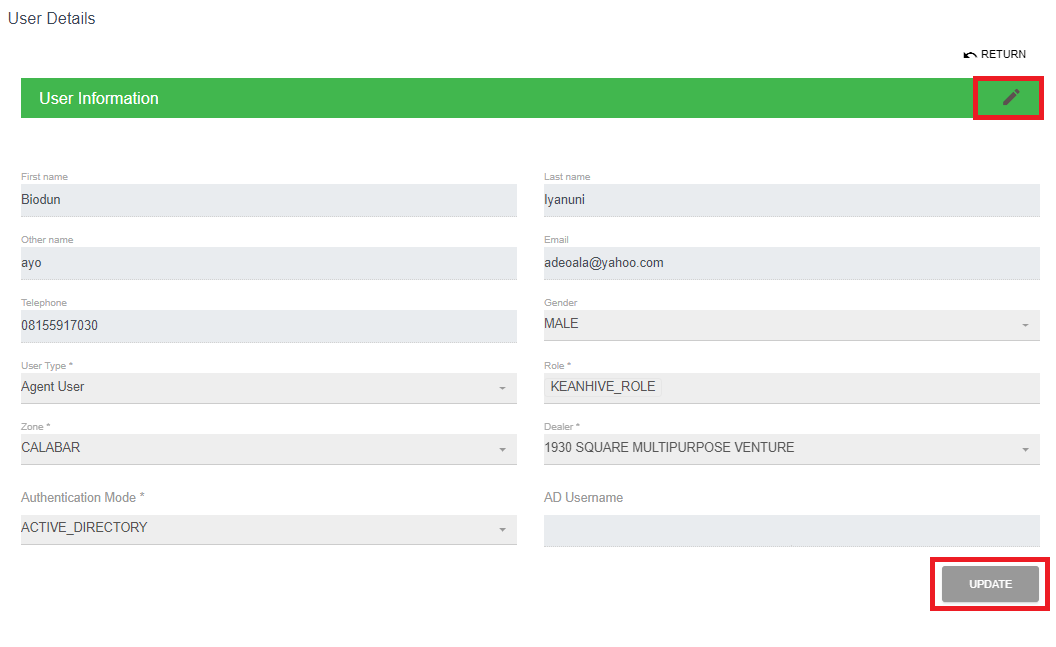 User Details
RETURN
User Information
First name
Last name
Biodun
Iyanuni
Other name
Email
ayo
adeoala@yahoo.com
Telephone
Gender
08155917030
MALE
User Type *
Role *
Agent User
KEANHIVE_ROLE
Zone *
Dealer *
CALABAR
1930 SQUARE MULTIPURPOSE VENTURE
Authentication Mode *
AD Username
ACTIVE_DIRECTORY
UPDATE